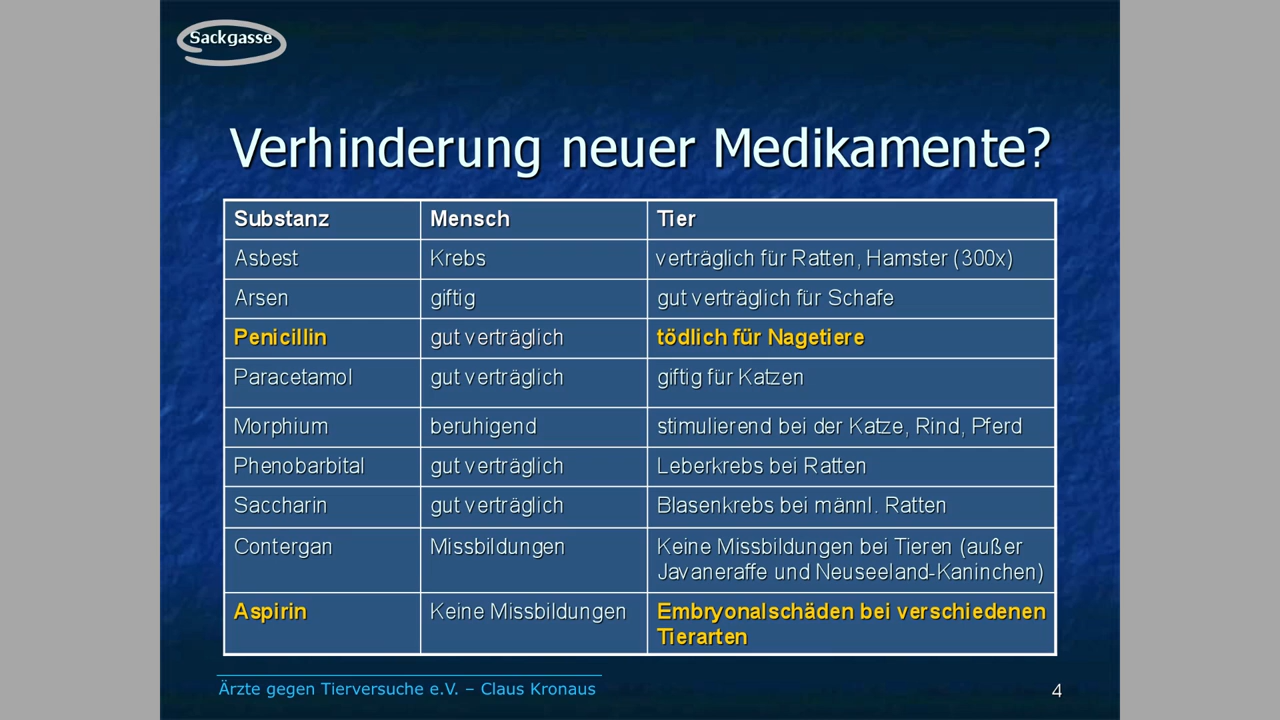 Sackgasse
Verhinderung neuer Medikamente?
Substanz Mensch Tier
Asbest Krebs verträglich für Ratten, Hamster (300x)
Arsen giftig gut verträglich für Schafe
Penicillin gut verträglich tödlich für Nagetiere
Paracetamol gut verträglich giftig für Katzen
Morphium beruhigend stimulierend bei der Katze, Rind, Pferd
Phenobarbital gut verträglich Leberkrebs bei Ratten
Saccharin gut verträglich Blasenkrebs bei männl. Ratten
Contergan Missbildungen Keine Missbildungen bei Tieren (außer
Javaneraffe und Neuseeland-Kaninchen)
Aspirin Keine Missbildungen Embryonalschäden bei verschiedenen
Tierarten
Ärzte gegen Tierversuche e.V. – Claus Kronaus 4